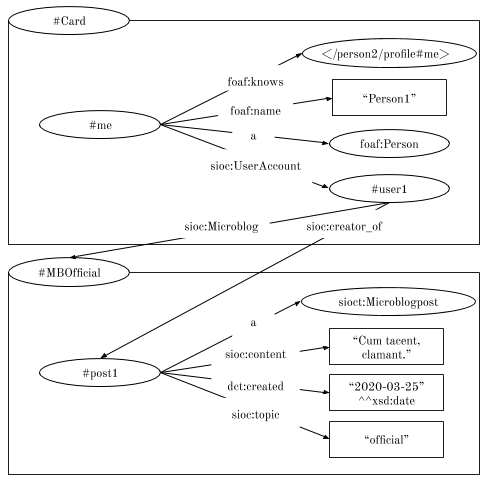 #Card
</person2/profile#me>
foaf:knows
“Person1”
foaf:name
#me
a
foaf:Person
sioc:UserAccount
#user1
sioc:Microblog
sioc:creator_of
#MBOfficial
sioct:Microblogpost
a
“Cum tacent,
clamant.”
sioc:content
#post1
dct:created
“2020-03-25”
^^xsd:date
sioc:topic
“official”